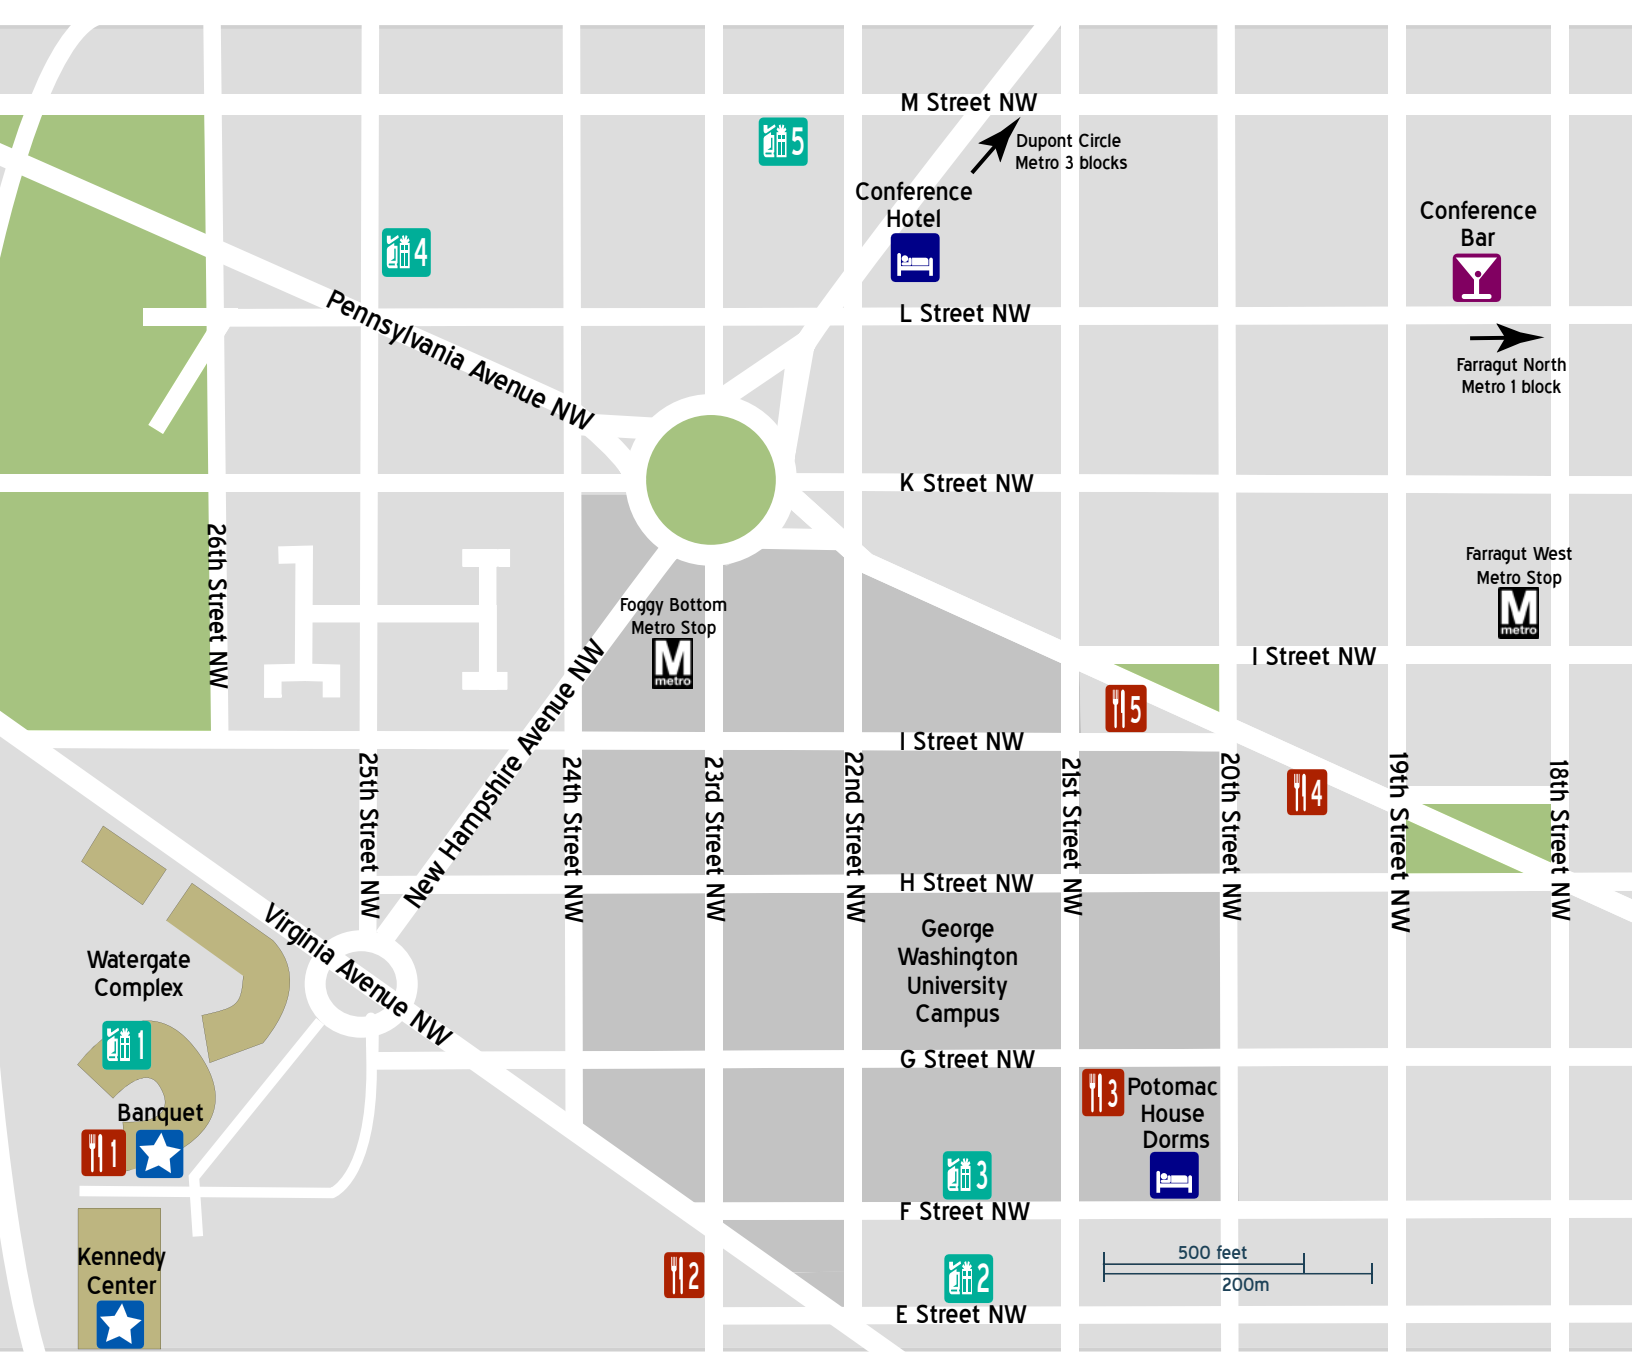 M Street NW
5
Dupont Circle
Metro 3 blocks
Conference
Hotel
Conference
Bar
4
Pennsylvania Avenue NW
L Street NW
Farragut North
Metro 1 block
K Street NW
26th Street NW
Farragut West
Metro Stop
M
metro
Foggy Bottom
Metro Stop
M
metro
I Street NW
New Hampshire Avenue NW
5
I Street NW
25th Street NW
24th Street NW
23rd Street NW
22nd Street NW
21st Street NW
20th Street NW
19th Street NW
18th Street NW
4
H Street NW
Virginia Avenue NW
George
Washington
University
Campus
Watergate
Complex
1
G Street NW
3
Potomac
House
Dorms
Banquet
1
3
F Street NW
Kennedy
Center
2
2
500 feet
200m
E Street NW